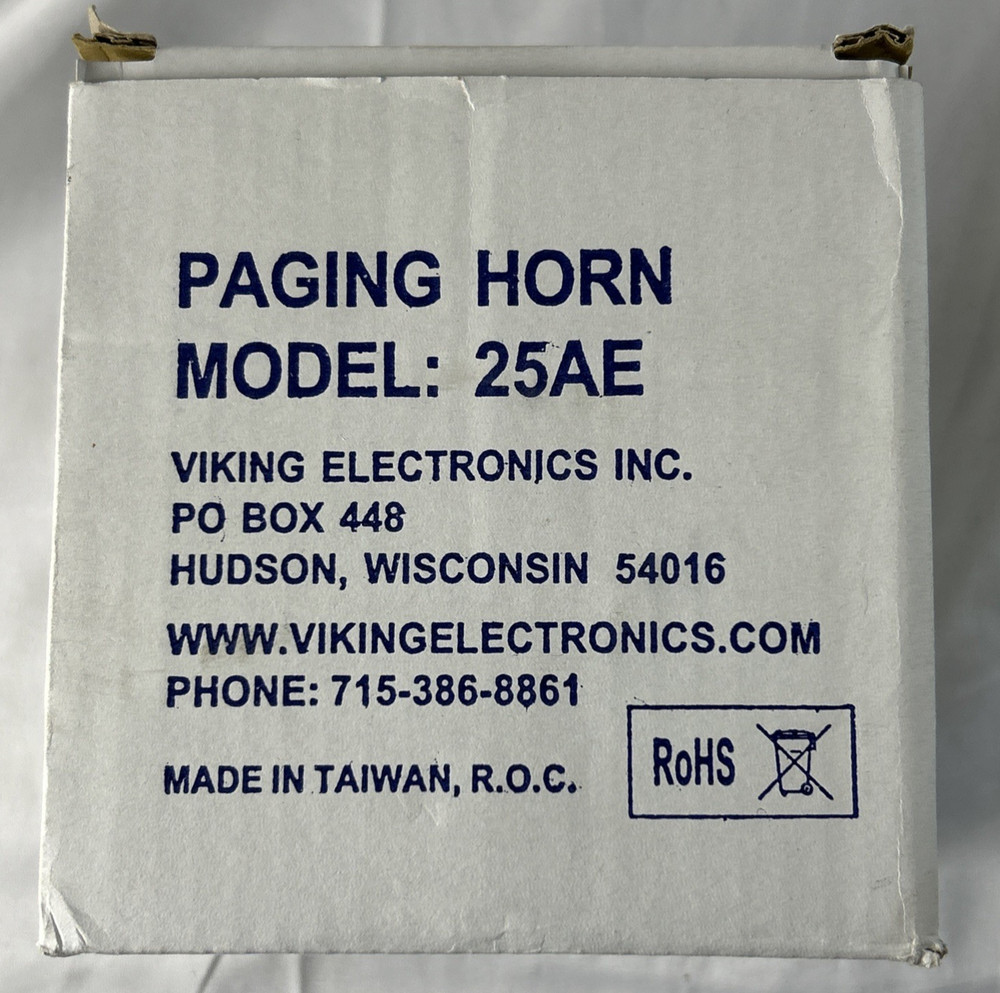 PAGING HORN
MODEL: 25AE
VIKING ELECTRONICS INC.
PO BOX 448
HUDSON, WISCONSIN 54016
WWW.VIKINGELECTRONICS.COM
PHONE: 715-386-8861
RoHS
MADE IN TAIWAN, R.O.C.